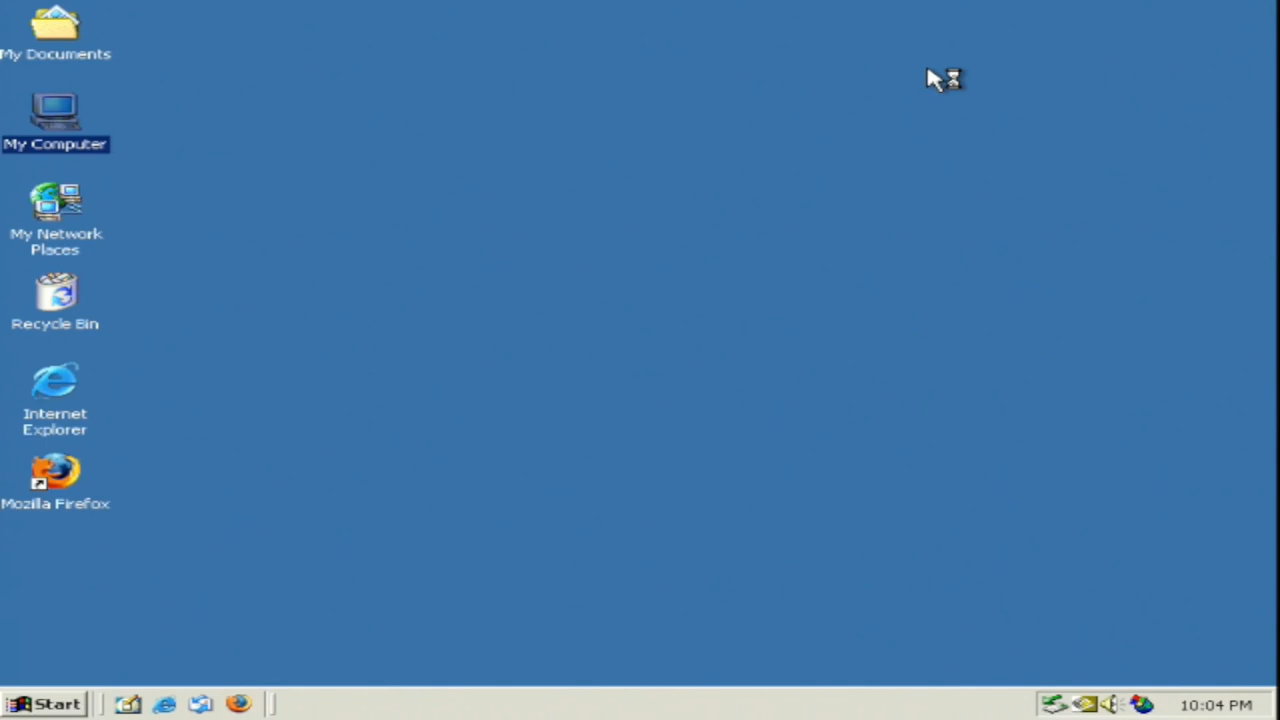 My Documents
My Computer
My Network
Places
Recycle Bin
Internet
Explorer
Mozilla Firefox
Start
10:04 PM